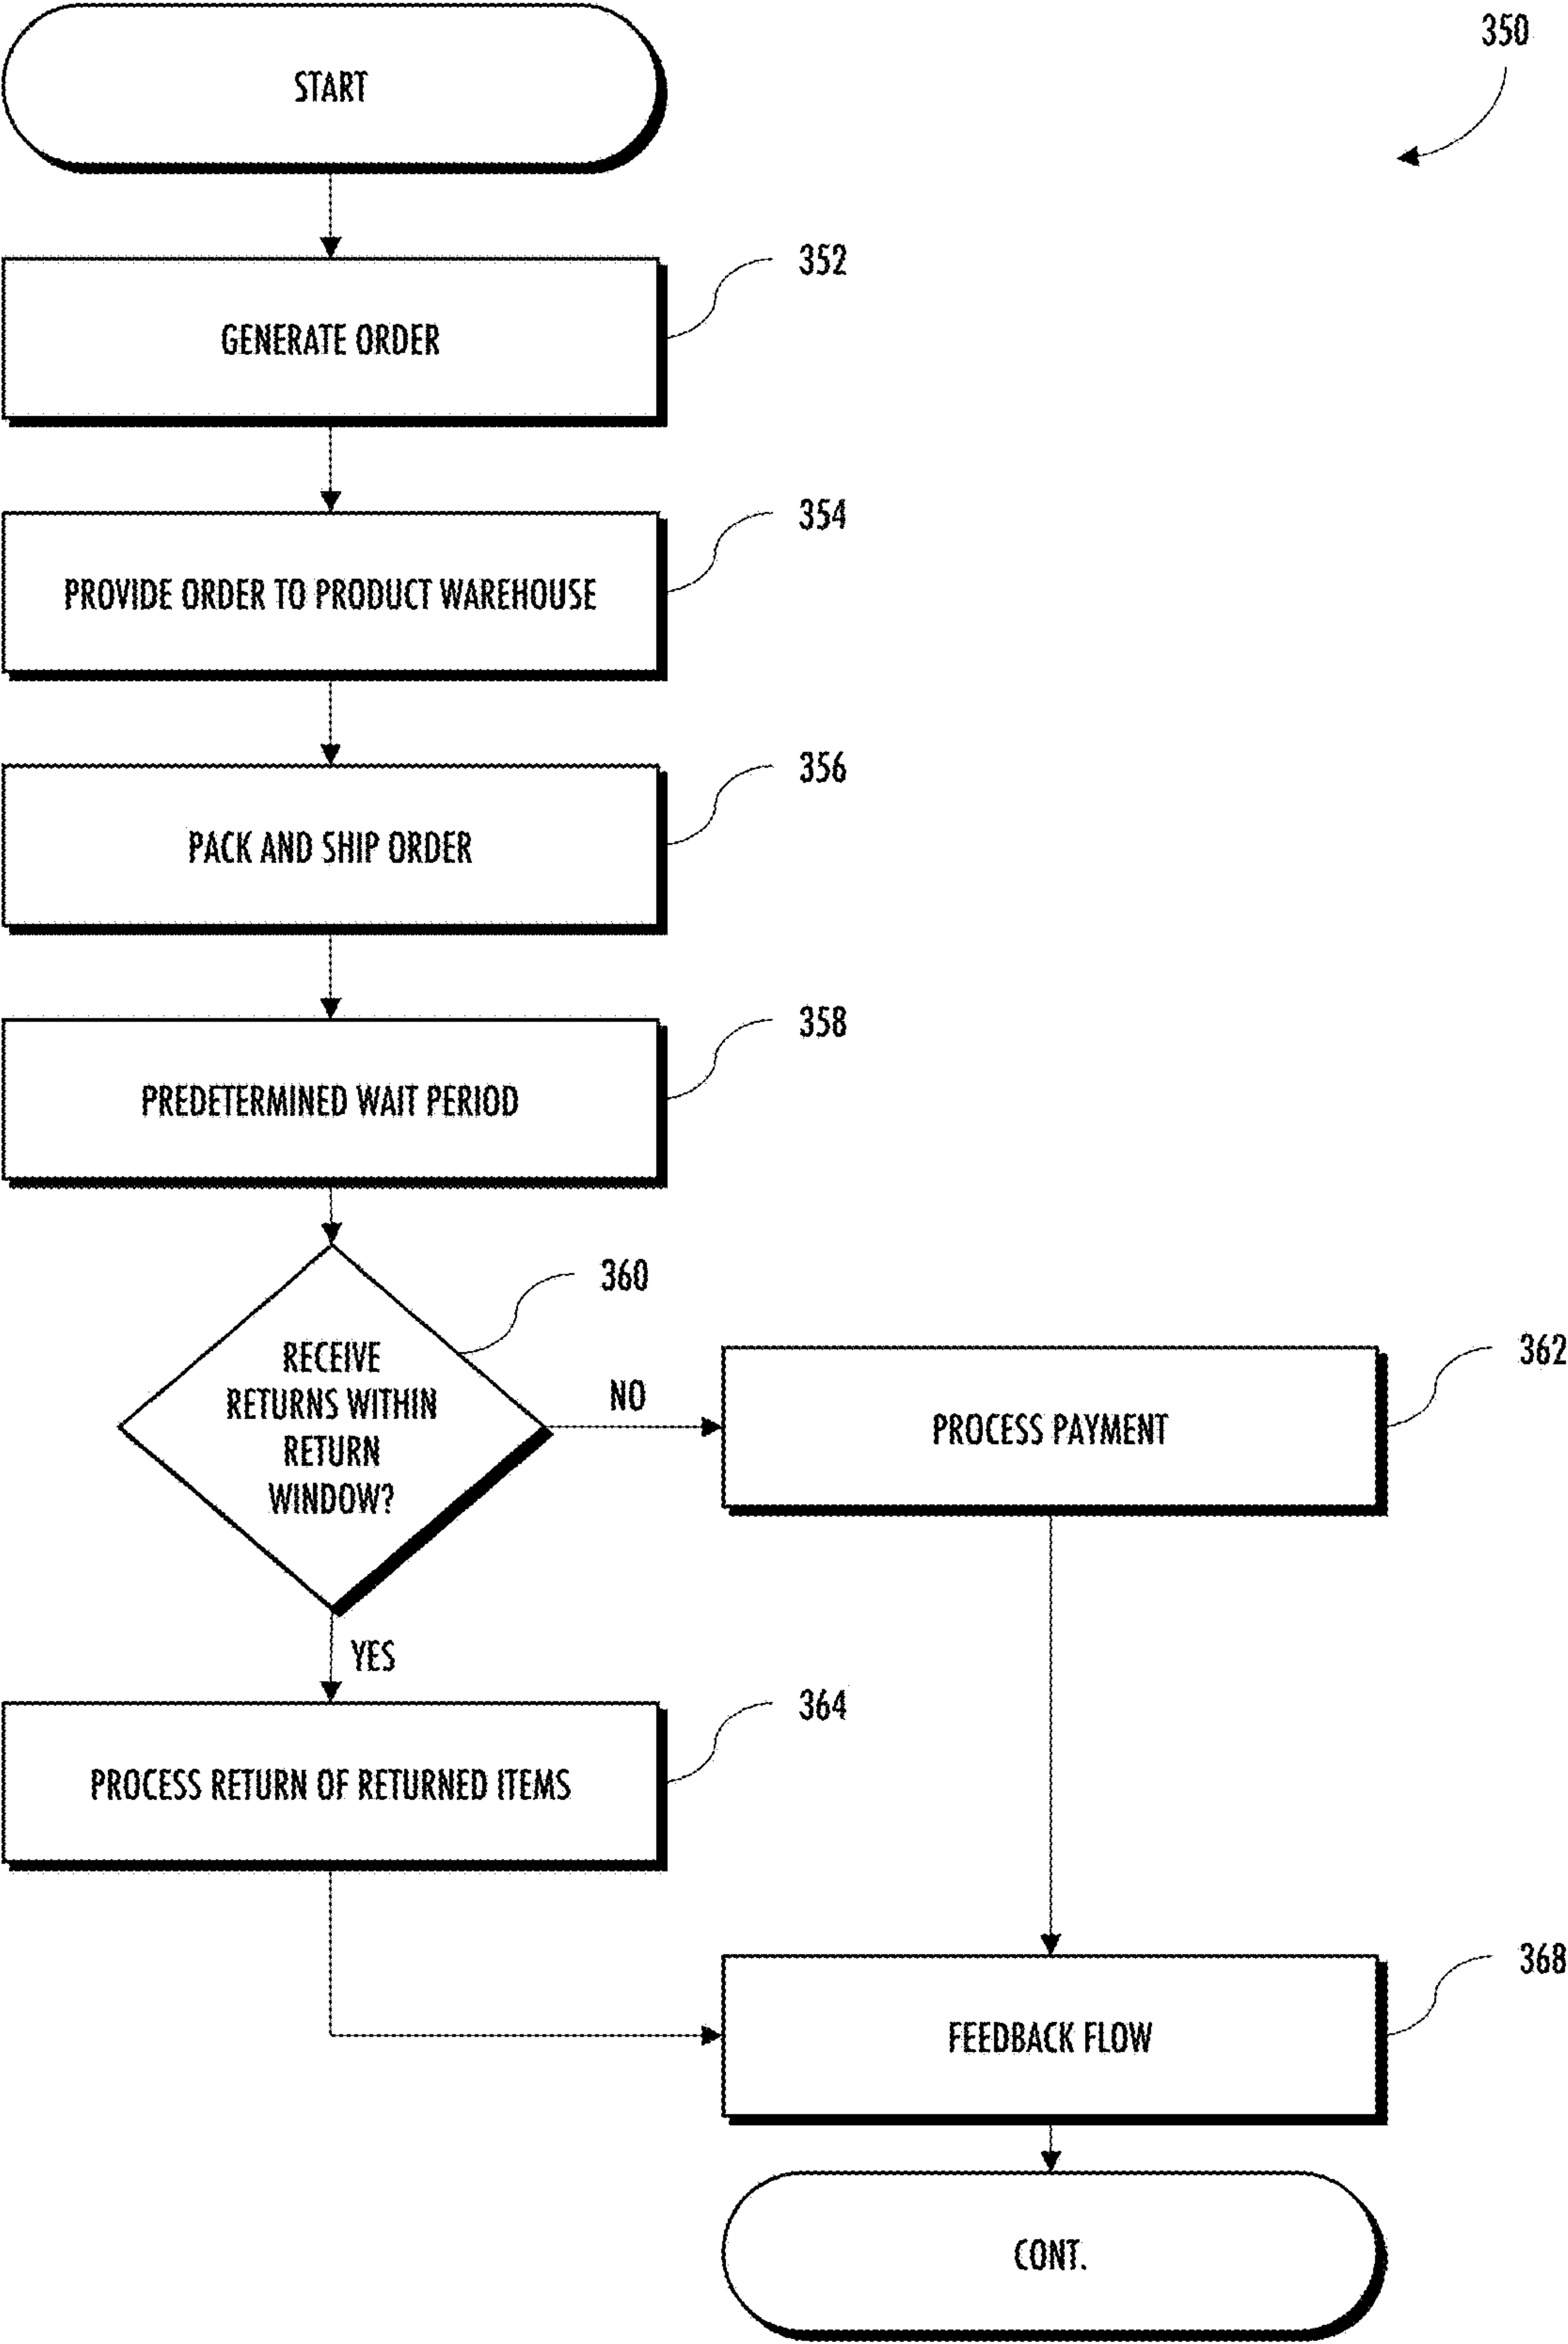 START
350
352
GENERATE ORDER
354
PROVIDE ORDER TO PRODUCT WAREHOUSE
356
PACK AND SHIP ORDER
358
PREDETERMINED WAIT PERIOD
360
RECEIVE
RETURNS WITHIN
RETURN
WINDOW?
NO
362
PROCESS PAYMENT
YES
364
PROCESS RETURN OF RETURNED ITEMS
368
FEEDBACK FLOW
CONT.